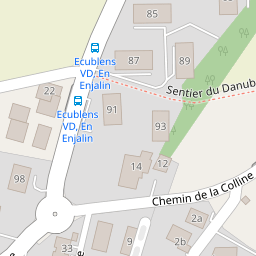 85
Ecublens
VD, En
Enjalin
87
89
Sentier du Danub
22
91
Ecublens
VD, En
Enjalin
93
14
12
98
Chemin de la Colline
2a
33
9
2b